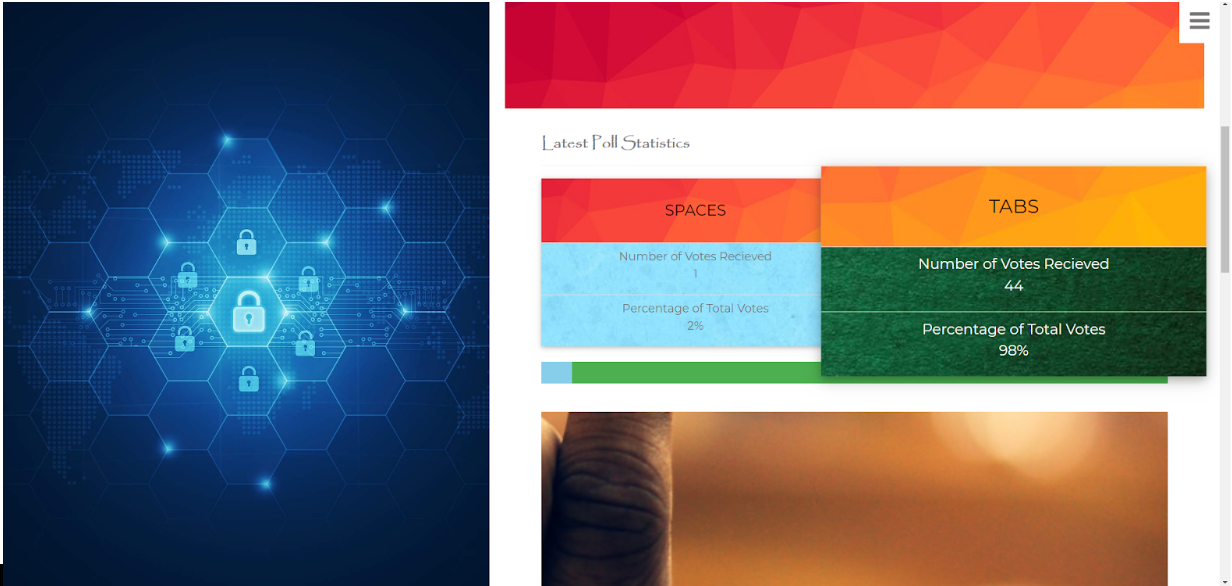 Latest Poll Statistics
SPACES
Number of Votes Recieved
1
Percentage of Total Votes
2%
TABS
Number of Votes Recieved
44
Percentage of Total Votes
98%